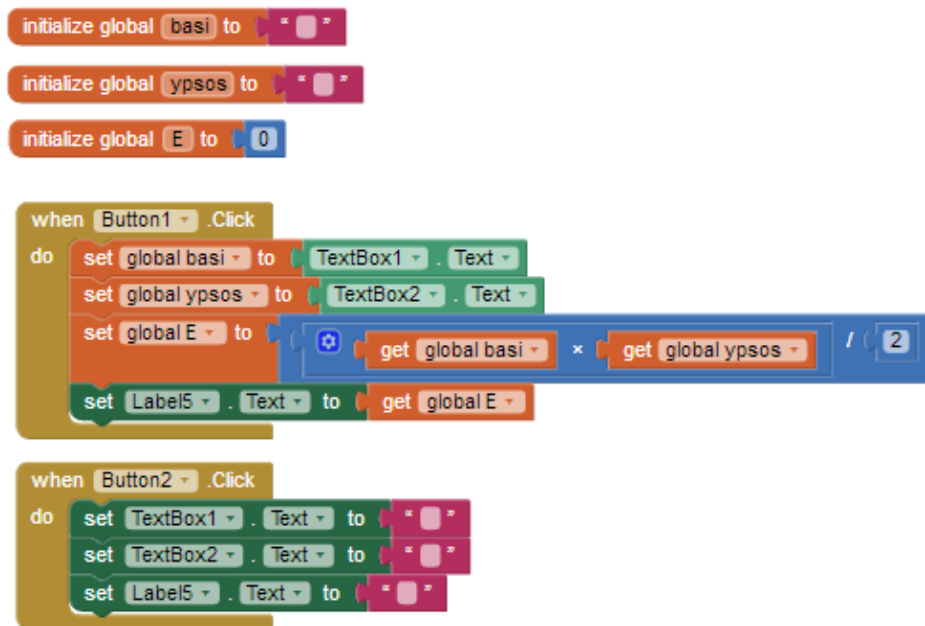 initialize global basi to “ ”
initialize global ypsos to “ ”
initialize global E to 0
when Button1 .Click
do set global basi to TextBox1 . Text
set global ypsos to TextBox2 . Text
set global E to get global basi × get global ypsos / 2
set Label5 . Text to get global E
when Button2 .Click
do set TextBox1 . Text to “ ”
set TextBox2 . Text to “ ”
set Label5 . Text to “ ”